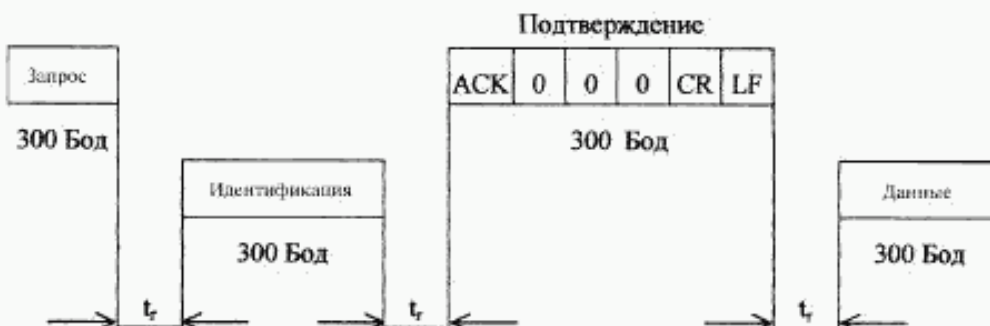 Подтверждение
Запрос
ACK 0 0 0 CR LF
300 Бод
300 Бод
Идентификация
Данные
300 Бод
300 Бод
tr
tr
tr